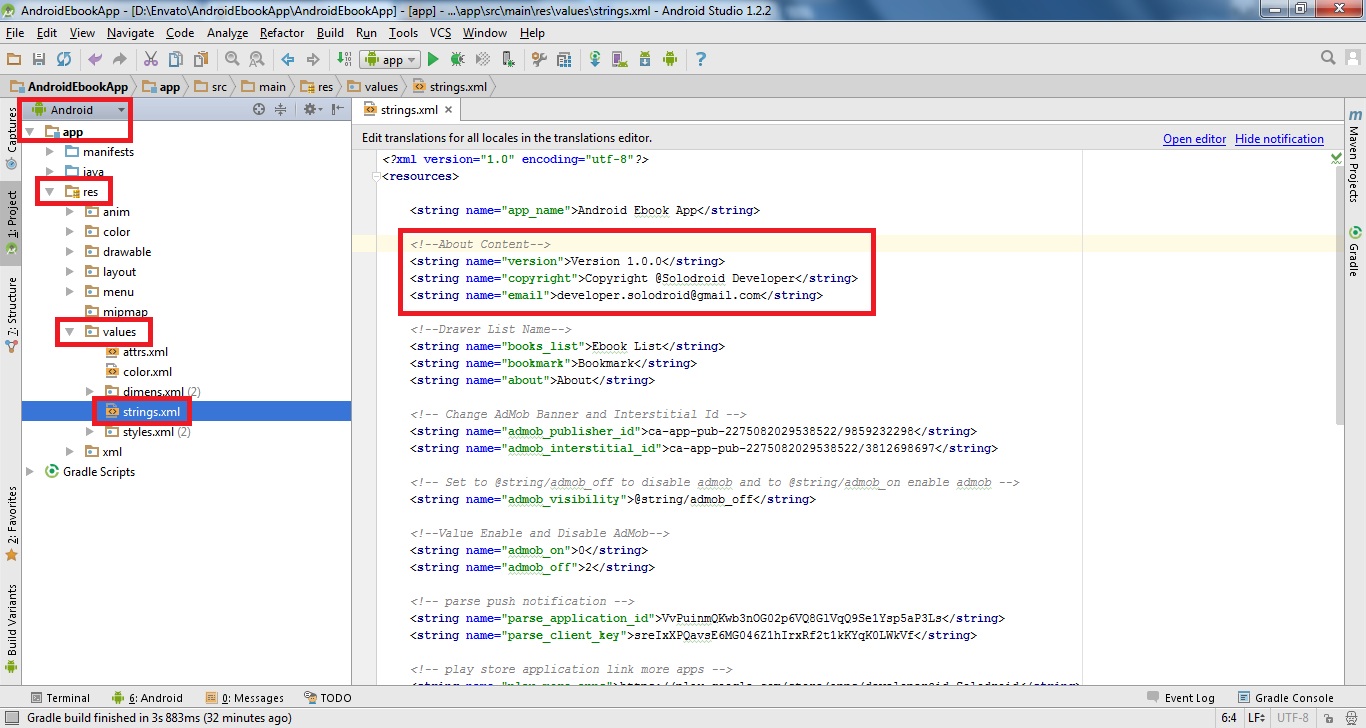 AndroidEbookApp - [D:\Envato\AndroidEbookApp\AndroidEbookApp] - [app] - ...\app\src\main\res\values\strings.xml - Android Studio 1.2.2
File Edit View Navigate Code Analyze Refactor Build Run Tools VCS Window Help
app
AndroidEbookApp app src main res values strings.xml
Android
strings.xml
Captures
1: Project
7: Structure
2: Favorites
Build Variants
app
manifests
java
res
anim
color
drawable
layout
menu
mipmap
values
attrs.xml
color.xml
dimens.xml (2)
strings.xml
styles.xml (2)
xml
Gradle Scripts
Edit translations for all locales in the translations editor. Open editor Hide notification
<?xml version="1.0" encoding="utf-8"?>
<resources>
<string name="app_name">Android Ebook App</string>
<!--About Content-->
<string name="version">Version 1.0.0</string>
<string name="copyright">Copyright @Solodroid Developer</string>
<string name="email">developer.solodroid@gmail.com</string>
<!--Drawer List Name-->
<string name="books_list">Ebook List</string>
<string name="bookmark">Bookmark</string>
<string name="about">About</string>
<!-- Change AdMob Banner and Interstitial Id -->
<string name="admob_publisher_id">ca-app-pub-2275082029538522/9859232298</string>
<string name="admob_interstitial_id">ca-app-pub-2275082029538522/3812698697</string>
<!-- Set to @string/admob_off to disable admob and to @string/admob_on enable admob -->
<string name="admob_visibility">@string/admob_off</string>
<!--Value Enable and Disable AdMob-->
<string name="admob_on">0</string>
<string name="admob_off">2</string>
<!-- parse push notification -->
<string name="parse_application_id">VvPuinmQKwb3nOG02p6VQ8GlVqQ9Se1Ysp5aP3Ls</string>
<string name="parse_client_key">sreIxXPQavsE6MG046Z1hIrxRf2t1kKYqK0LWkVf</string>
<!-- play store application link more apps -->
Maven Projects
Gradle
Terminal 6: Android 0: Messages TODO Event Log Gradle Console
Gradle build finished in 3s 883ms (32 minutes ago) 6:4 LF UTF-8